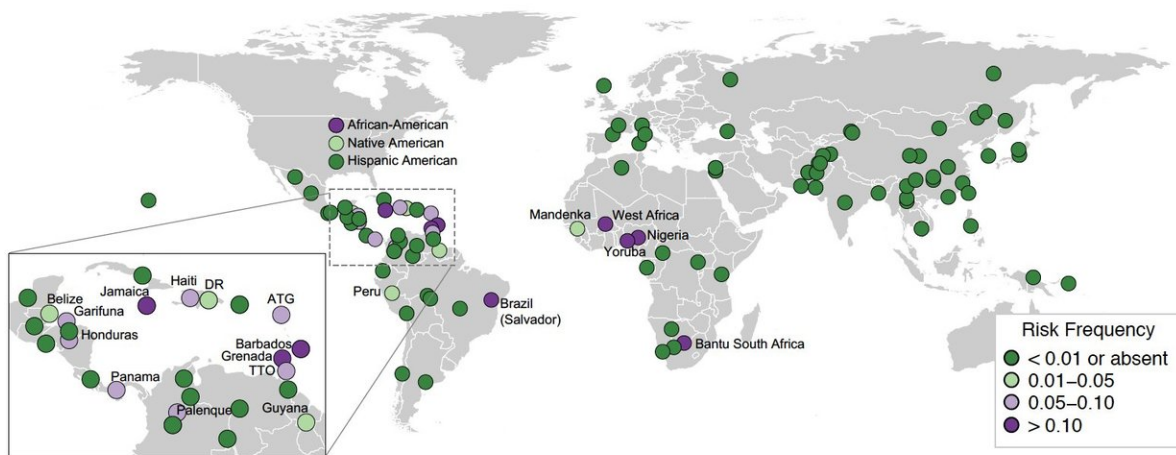 African-American
Native American
Hispanic American
Mandenka
West Africa
Nigeria
Yoruba
Peru
Brazil
(Salvador)
Bantu South Africa
Belize
Garifuna
Honduras
Jamaica
Haiti
DR
ATG
Barbados
Grenada
TTO
Panama
Palenque
Guyana
Risk Frequency
< 0.01 or absent
0.01–0.05
0.05–0.10
> 0.10